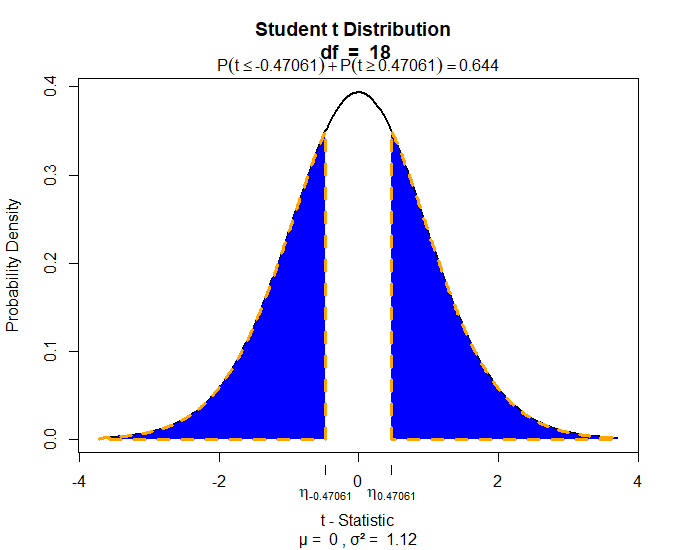 Student t Distribution
df = 18
P(t ≤ -0.47061) + P(t ≥ 0.47061) = 0.644
Probability Density
0.4
0.3
0.2
0.1
0.0
-4 -2 0 2 4
η-0.47061 η0.47061
t - Statistic
μ = 0 , σ² = 1.12